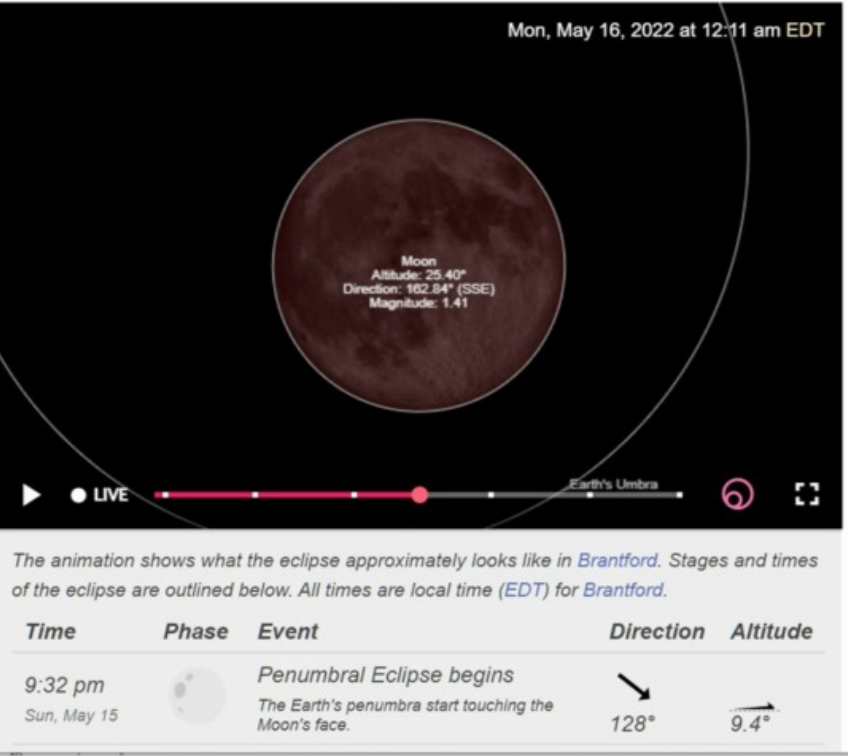 Mon, May 16, 2022 at 12:11 am EDT
Moon
Altitude: 25.40°
Direction: 162.84° (SSE)
Magnitude: 1.41
LIVE
Earth's Umbra
The animation shows what the eclipse approximately looks like in Brantford. Stages and times
of the eclipse are outlined below. All times are local time (EDT) for Brantford.
Time Phase Event Direction Altitude
9:32 pm
Sun, May 15
Penumbral Eclipse begins
The Earth's penumbra start touching the
Moon's face.
128°
9.4°